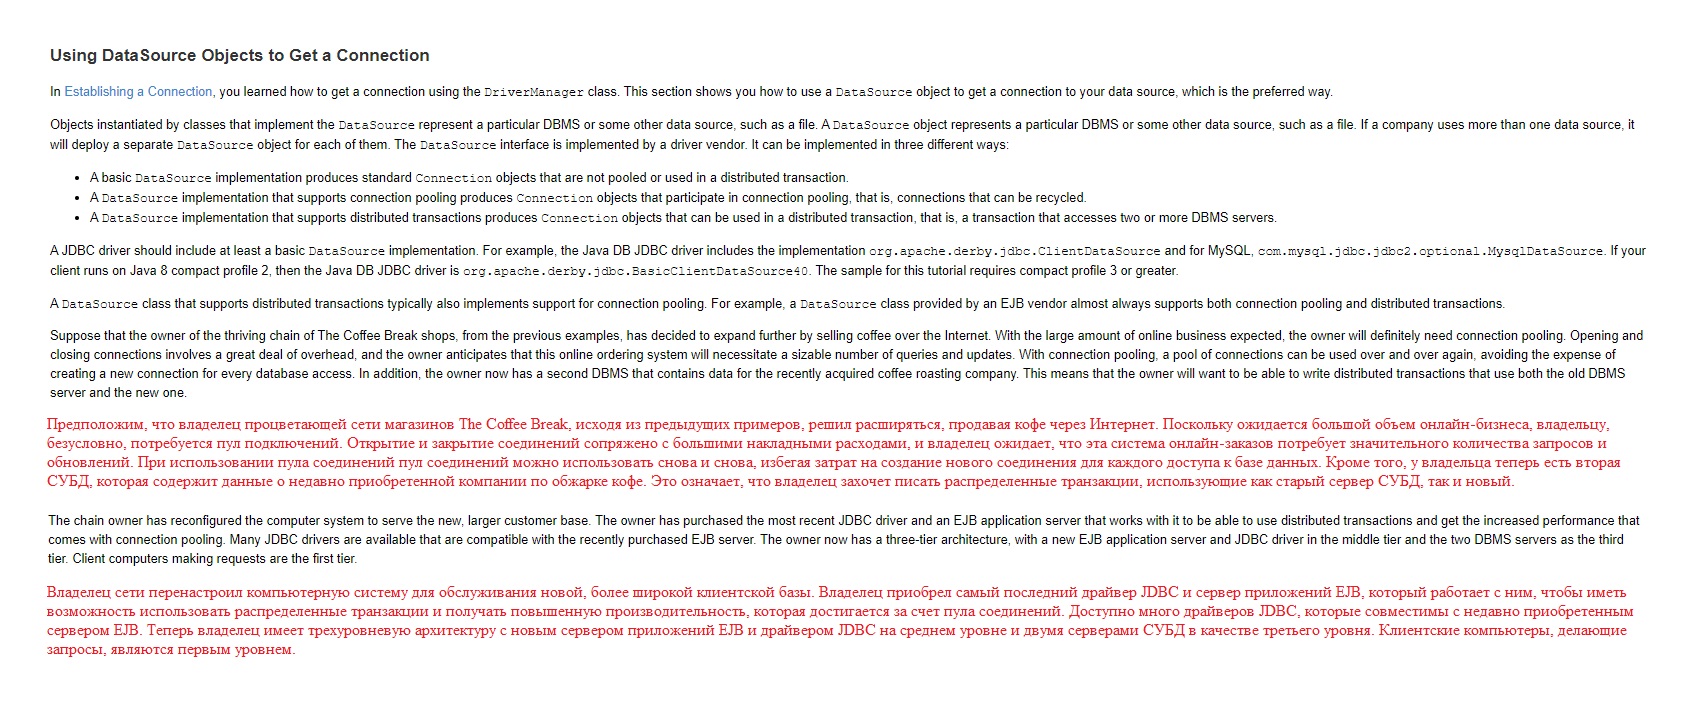 Using DataSource Objects to Get a Connection
In Establishing a Connection, you learned how to get a connection using the DriverManager class. This section shows you how to use a DataSource object to get a connection to your data source, which is the preferred way.
Objects instantiated by classes that implement the DataSource represent a particular DBMS or some other data source, such as a file. A DataSource object represents a particular DBMS or some other data source, such as a file. If a company uses more than one data source, it
will deploy a separate DataSource object for each of them. The DataSource interface is implemented by a driver vendor. It can be implemented in three different ways:
• A basic DataSource implementation produces standard Connection objects that are not pooled or used in a distributed transaction.
• A DataSource implementation that supports connection pooling produces Connection objects that participate in connection pooling, that is, connections that can be recycled.
• A DataSource implementation that supports distributed transactions produces Connection objects that can be used in a distributed transaction, that is, a transaction that accesses two or more DBMS servers.
A JDBC driver should include at least a basic DataSource implementation. For example, the Java DB JDBC driver includes the implementation org.apache.derby.jdbc.ClientDataSource and for MySQL, com.mysql.jdbc.jdbc2.optional.MysqlDataSource. If your
client runs on Java 8 compact profile 2, then the Java DB JDBC driver is org.apache.derby.jdbc.BasicClientDataSource40. The sample for this tutorial requires compact profile 3 or greater.
A DataSource class that supports distributed transactions typically also implements support for connection pooling. For example, a DataSource class provided by an EJB vendor almost always supports both connection pooling and distributed transactions.
Suppose that the owner of the thriving chain of The Coffee Break shops, from the previous examples, has decided to expand further by selling coffee over the Internet. With the large amount of online business expected, the owner will definitely need connection pooling. Opening and
closing connections involves a great deal of overhead, and the owner anticipates that this online ordering system will necessitate a sizable number of queries and updates. With connection pooling, a pool of connections can be used over and over again, avoiding the expense of
creating a new connection for every database access. In addition, the owner now has a second DBMS that contains data for the recently acquired coffee roasting company. This means that the owner will want to be able to write distributed transactions that use both the old DBMS
server and the new one.
Предположим, что владелец процветающей сети магазинов The Coffee Break, исходя из предыдущих примеров, решил расширяться, продавая кофе через Интернет. Поскольку ожидается большой объем онлайн-бизнеса, владельцу,
безусловно, потребуется пул подключений. Открытие и закрытие соединений сопряжено с большими накладными расходами, и владелец ожидает, что эта система онлайн-заказов потребует значительного количества запросов и
обновлений. При использовании пула соединений пул соединений можно использовать снова и снова, избегая затрат на создание нового соединения для каждого доступа к базе данных. Кроме того, у владельца теперь есть вторая
СУБД, которая содержит данные о недавно приобретенной компании по обжарке кофе. Это означает, что владелец захочет писать распределенные транзакции, использующие как старый сервер СУБД, так и новый.
The chain owner has reconfigured the computer system to serve the new, larger customer base. The owner has purchased the most recent JDBC driver and an EJB application server that works with it to be able to use distributed transactions and get the increased performance that
comes with connection pooling. Many JDBC drivers are available that are compatible with the recently purchased EJB server. The owner now has a three-tier architecture, with a new EJB application server and JDBC driver in the middle tier and the two DBMS servers as the third
tier. Client computers making requests are the first tier.
Владелец сети перенастроил компьютерную систему для обслуживания новой, более широкой клиентской базы. Владелец приобрел самый последний драйвер JDBC и сервер приложений EJB, который работает с ним, чтобы иметь
возможность использовать распределенные транзакции и получать повышенную производительность, которая достигается за счет пула соединений. Доступно много драйверов JDBC, которые совместимы с недавно приобретенным
сервером EJB. Теперь владелец имеет трехуровневую архитектуру с новым сервером приложений EJB и драйвером JDBC на среднем уровне и двумя серверами СУБД в качестве третьего уровня. Клиентские компьютеры, делающие
запросы, являются первым уровнем.